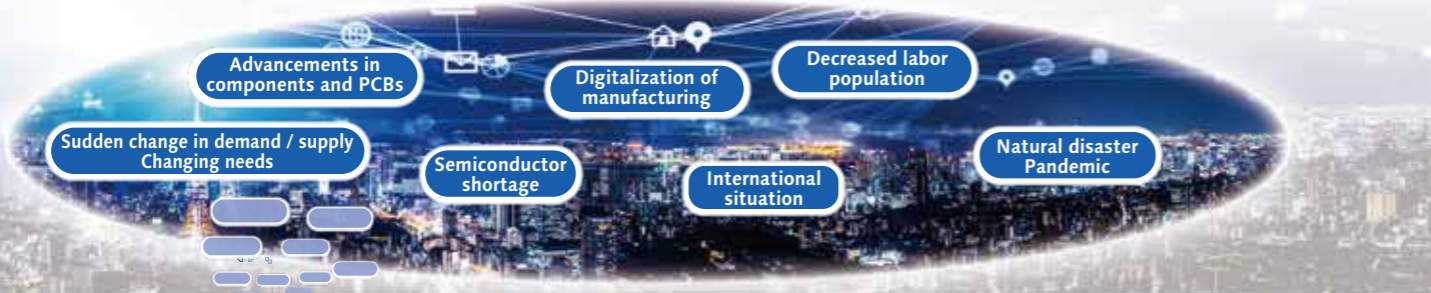 Advancements in
components and PCBs
Digitalization of
manufacturing
Decreased labor
population
Sudden change in demand / supply
Changing needs
Semiconductor
shortage
International
situation
Natural disaster
Pandemic